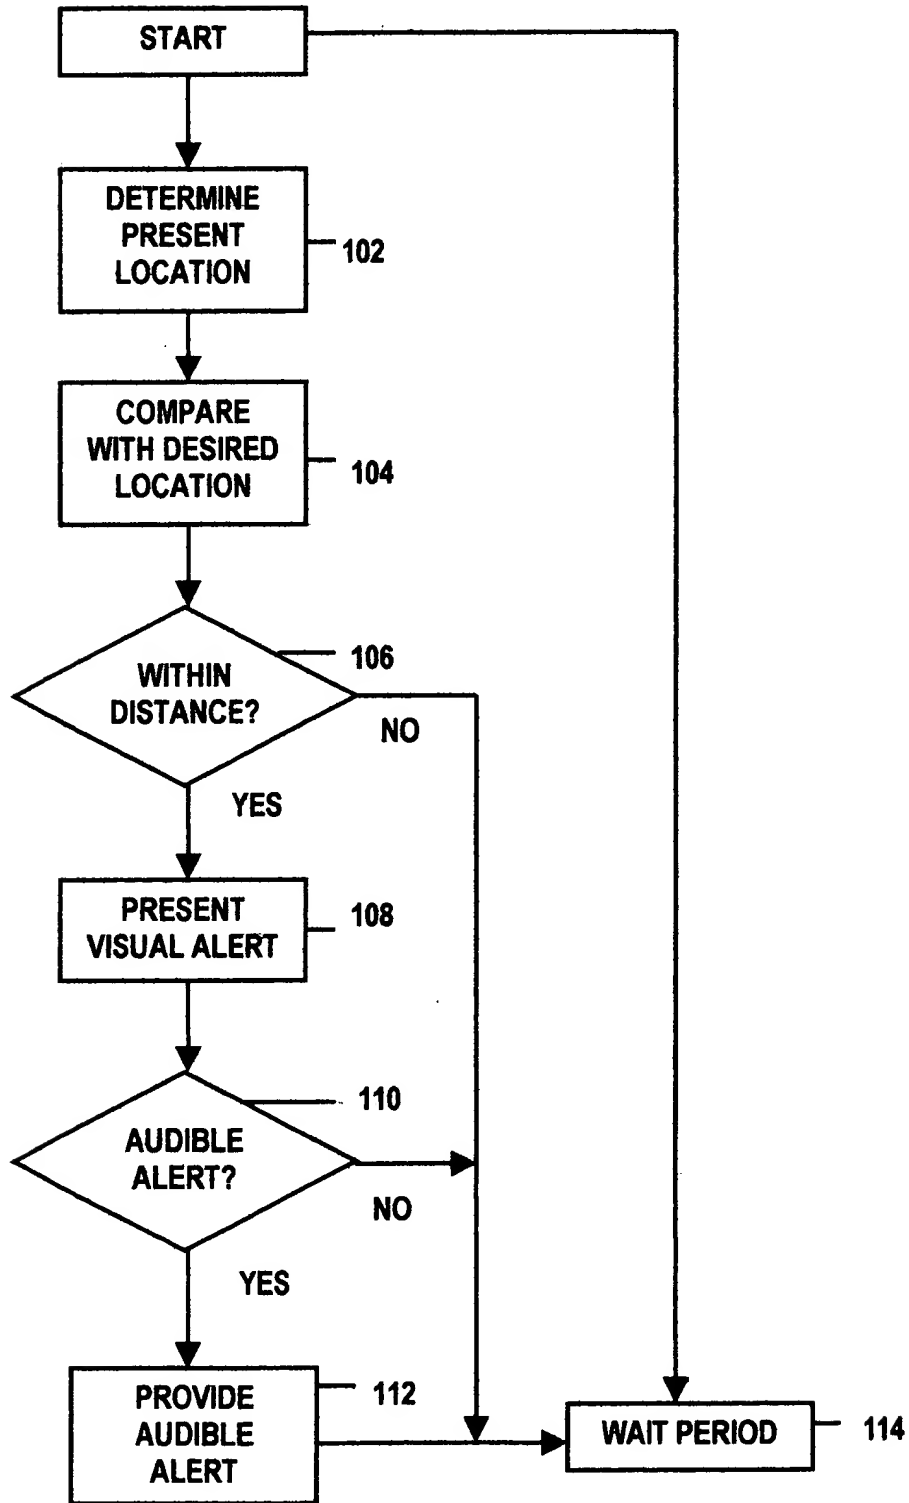 START
DETERMINE
PRESENT
LOCATION
102
COMPARE
WITH DESIRED
LOCATION
104
WITHIN
DISTANCE?
106
NO
YES
PRESENT
VISUAL ALERT
108
AUDIBLE
ALERT?
110
NO
YES
PROVIDE
AUDIBLE
ALERT
112
WAIT PERIOD
114